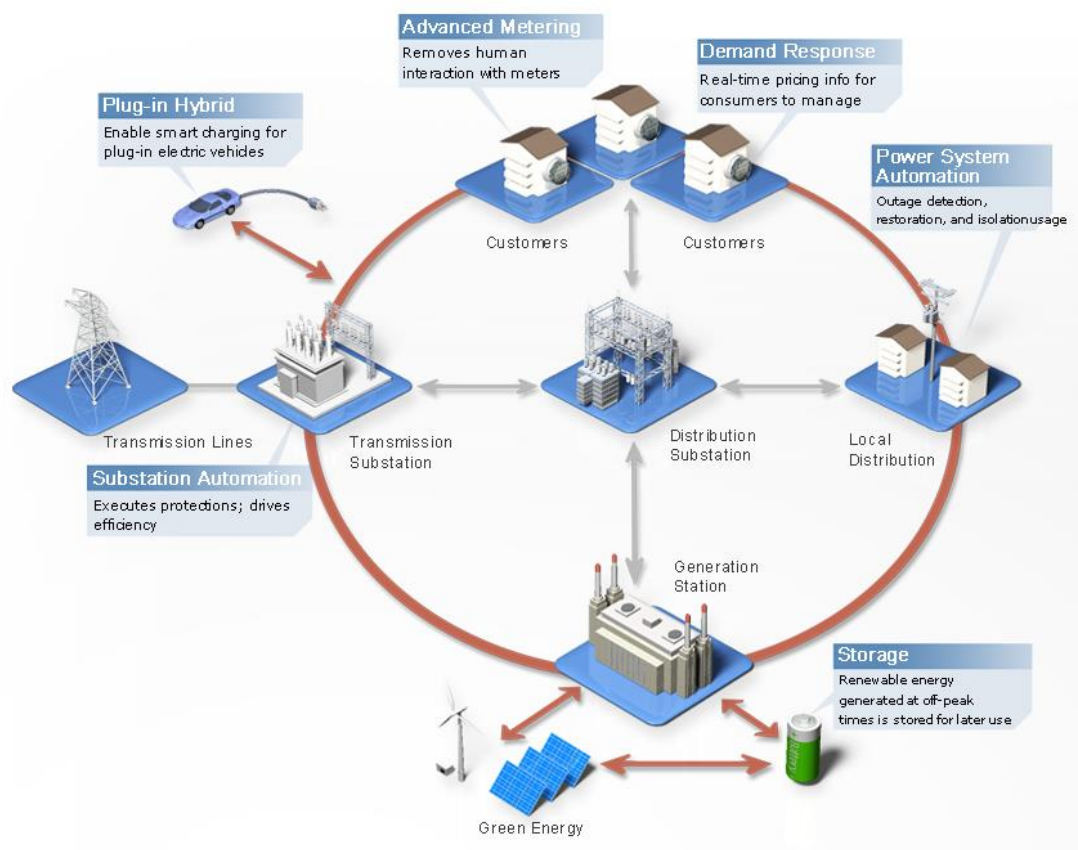 Advanced Metering
Removes human
interaction with meters
Demand Response
Real-time pricing info for
consumers to manage
Plug-in Hybrid
Enable smart charging for
plug-in electric vehicles
Power System
Automation
Outage detection,
restoration, and isolationusage
Customers
Customers
Transmission Lines
Transmission
Substation
Distribution
Substation
Local
Distribution
Substation Automation
Executes protections; drives
efficiency
Generation
Station
Storage
Renewable energy
generated at off-peak
times is stored for later use
Battery
Green Energy